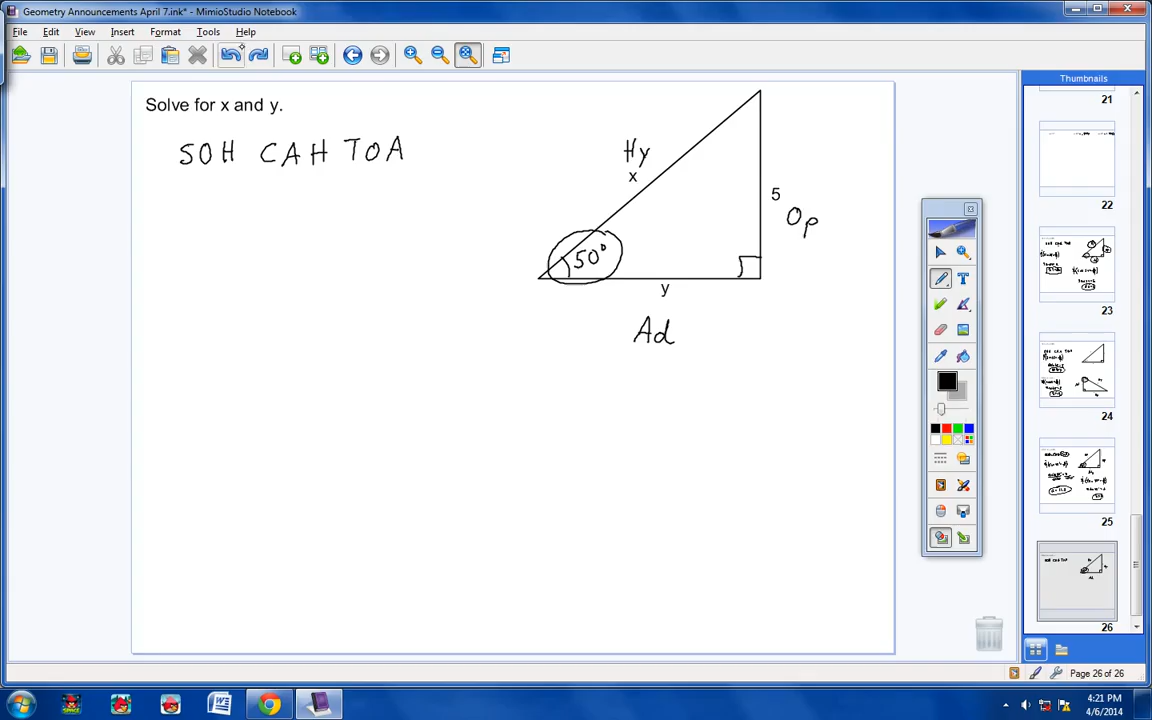 Geometry Announcements April 7.ink* - MimioStudio Notebook
File Edit View Insert Format Tools Help
Thumbnails
Solve for x and y.
SOH CAH TOA
Hy
x
5
Op
50°
y
Ad
T
21
22
23
24
25
26
Page 26 of 26
W
4:21 PM
4/6/2014